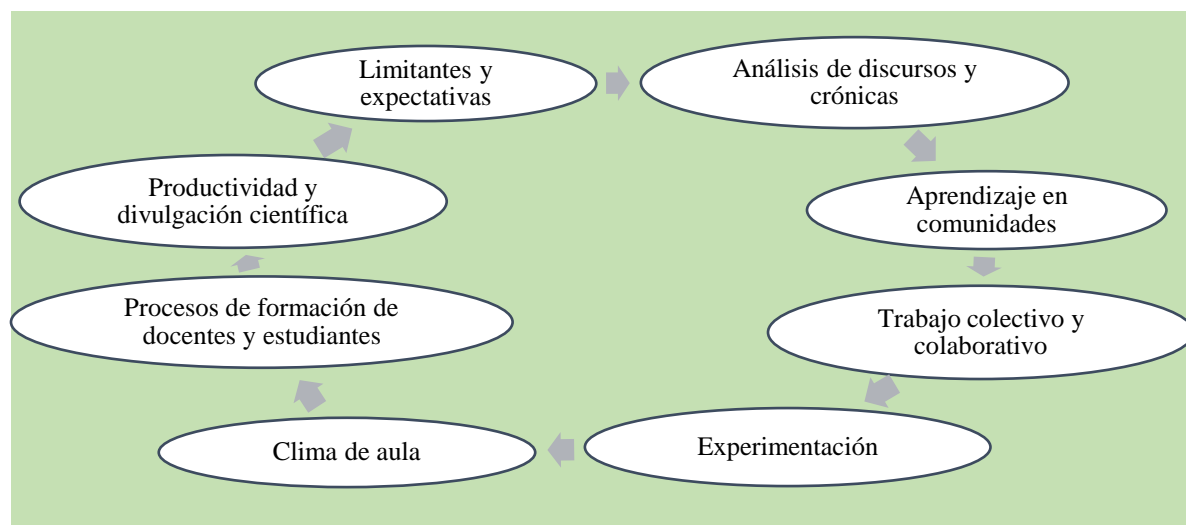 Limitantes y
expectativas
Análisis de discursos y
crónicas
Aprendizaje en
comunidades
Trabajo colectivo y
colaborativo
Experimentación
Clima de aula
Procesos de formación de
docentes y estudiantes
Productividad y
divulgación científica